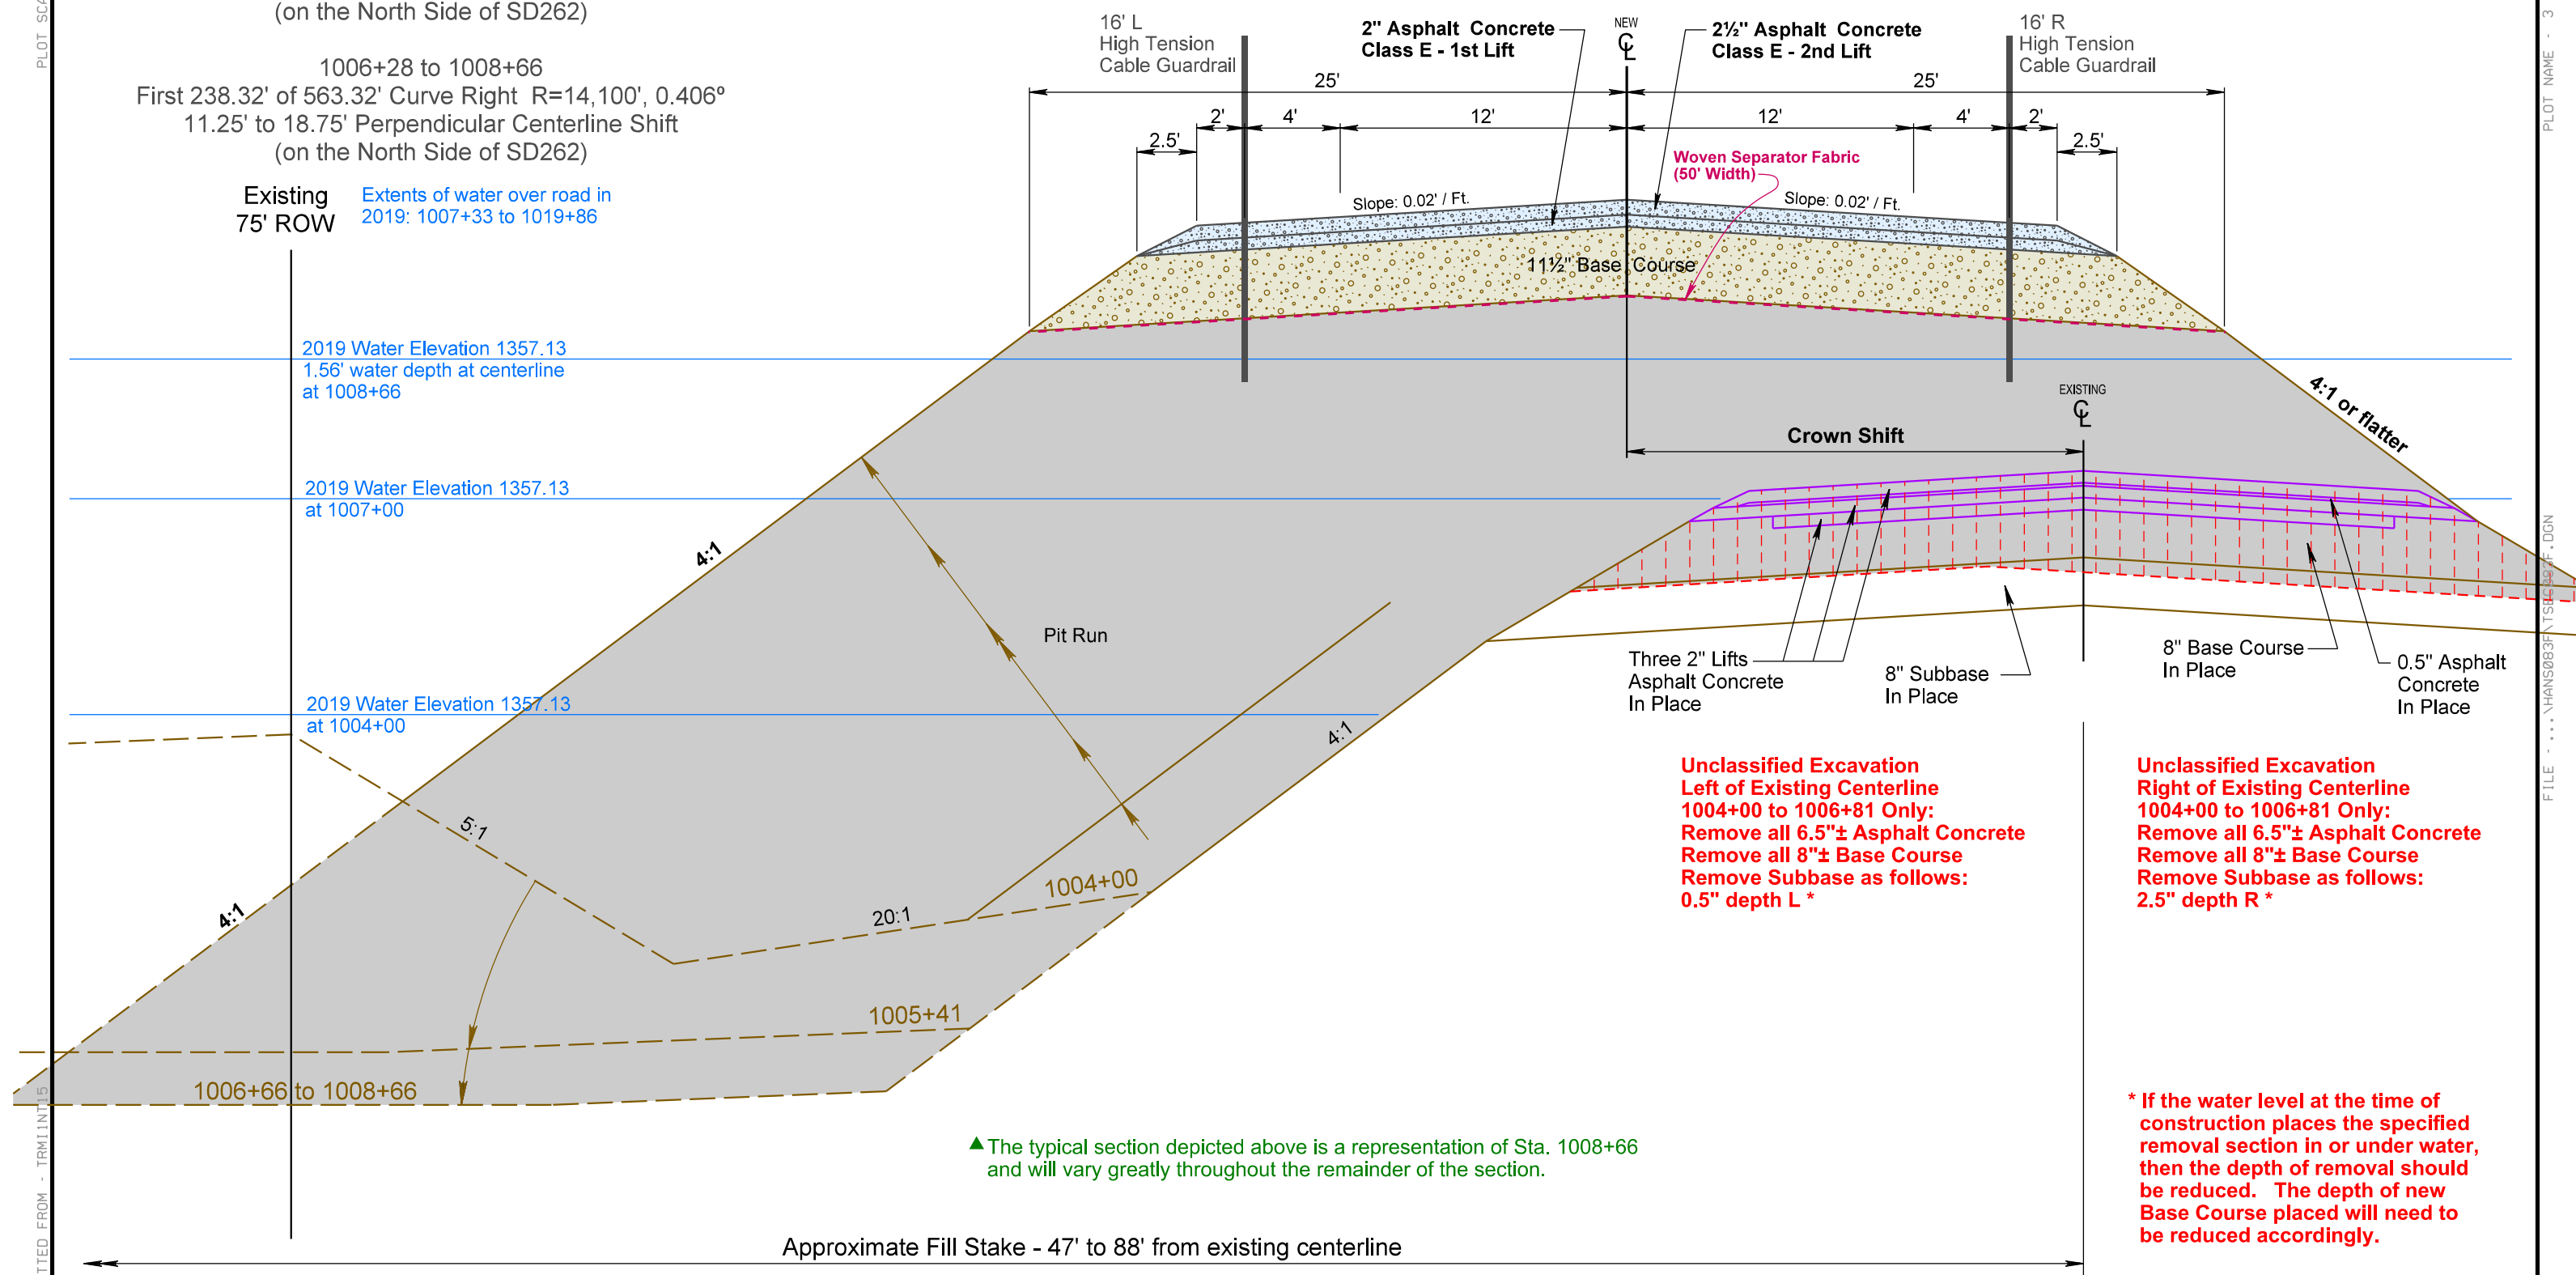 (on the North Side of SD262)
1006+28 to 1008+66
First 238.32' of 563.32' Curve Right R=14,100', 0.406º
11.25' to 18.75' Perpendicular Centerline Shift
(on the North Side of SD262)
Existing
75' ROW
Extents of water over road in
2019: 1007+33 to 1019+86
16' L
High Tension
Cable Guardrail
2" Asphalt Concrete
Class E - 1st Lift
NEW
CL
2½" Asphalt Concrete
Class E - 2nd Lift
16' R
High Tension
Cable Guardrail
25'
25'
2'
4'
12'
12'
4'
2'
2.5'
2.5'
Woven Separator Fabric
(50' Width)
Slope: 0.02' / Ft.
Slope: 0.02' / Ft.
11½" Base Course
2019 Water Elevation 1357.13
1.56' water depth at centerline
at 1008+66
EXISTING
CL
4:1 or flatter
Crown Shift
2019 Water Elevation 1357.13
at 1007+00
4:1
Pit Run
Three 2" Lifts
Asphalt Concrete
In Place
8" Subbase
In Place
8" Base Course
In Place
0.5" Asphalt
Concrete
In Place
2019 Water Elevation 1357.13
at 1004+00
4:1
5:1
4:1
20:1
1004+00
1005+41
1006+66 to 1008+66
Unclassified Excavation
Left of Existing Centerline
1004+00 to 1006+81 Only:
Remove all 6.5"± Asphalt Concrete
Remove all 8"± Base Course
Remove Subbase as follows:
0.5" depth L *
Unclassified Excavation
Right of Existing Centerline
1004+00 to 1006+81 Only:
Remove all 6.5"± Asphalt Concrete
Remove all 8"± Base Course
Remove Subbase as follows:
2.5" depth R *
* If the water level at the time of
construction places the specified
removal section in or under water,
then the depth of removal should
be reduced. The depth of new
Base Course placed will need to
be reduced accordingly.
The typical section depicted above is a representation of Sta. 1008+66
and will vary greatly throughout the remainder of the section.
Approximate Fill Stake - 47' to 88' from existing centerline
PLOT SCA
TTED FROM - TRMI1NT15
PLOT NAME - 3
FILE - ...\HANS083F\